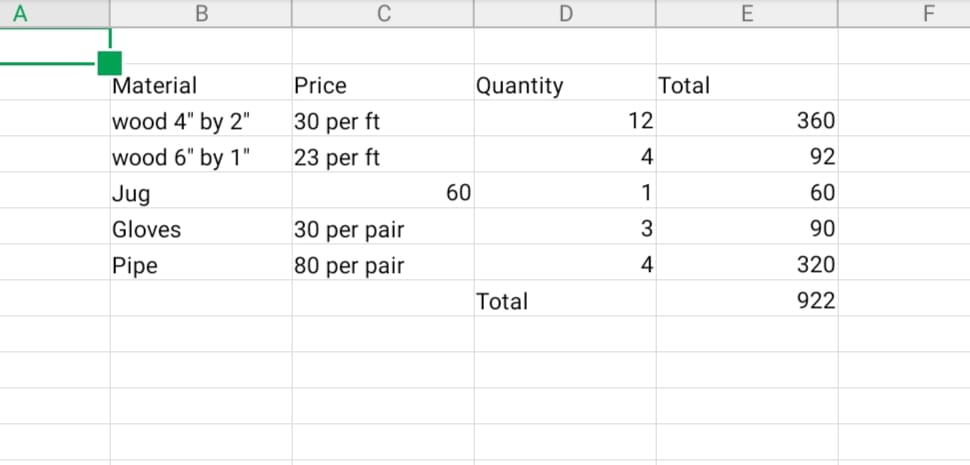 A B C D E F
Material Price Quantity Total
wood 4" by 2" 30 per ft 12 360
wood 6" by 1" 23 per ft 4 92
Jug 60 1 60
Gloves 30 per pair 3 90
Pipe 80 per pair 4 320
Total 922